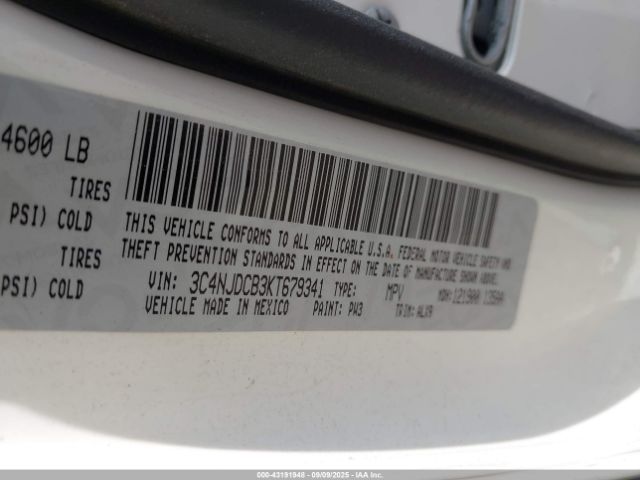 4600 LB
TIRES
PSI) COLD
TIRES
PSI) COLD
THIS VEHICLE CONFORMS TO ALL APPLICABLE U.S.A. FEDERAL MOTOR VEHICLE SAFETY AND
THEFT PREVENTION STANDARDS IN EFFECT ON THE DATE OF MANUFACTURE SHOWN ABOVE.
VIN: 3C4NJDCB3KT679341 TYPE: MPV MDH:
VEHICLE MADE IN MEXICO PAINT: PW3 TRIM:
000-43191948 - 09/09/2025 - IAA Inc.